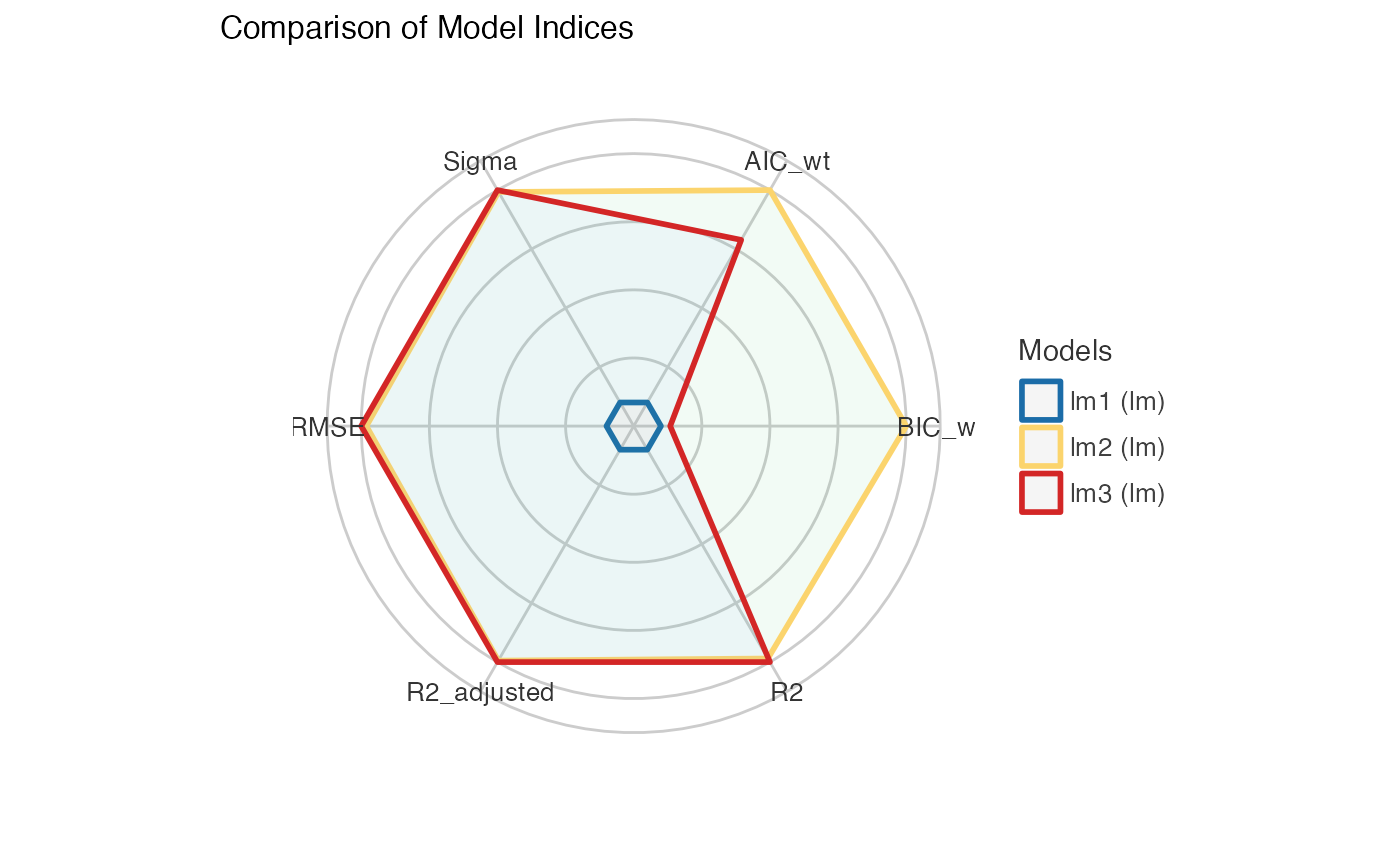 Comparison of Model Indices
Sigma
AIC_wt
RMSE
BIC_w
R2_adjusted
R2
Models
lm1 (lm)
lm2 (lm)
lm3 (lm)